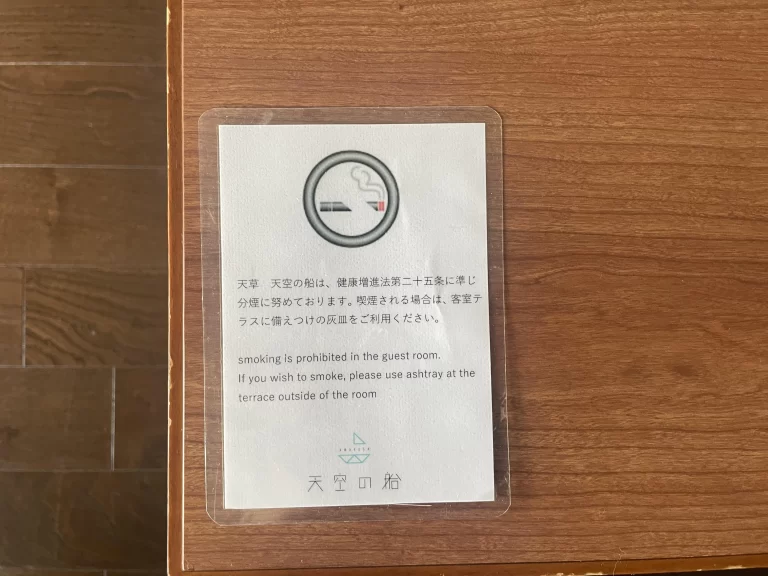 天草　天空の船は、健康増進法第二十五条に準じ
分煙に努めております。喫煙される場合は、客室テ
ラスに備えつけの灰皿をご利用ください。
smoking is prohibited in the guest room.
If you wish to smoke, please use ashtray at the
terrace outside of the room
天空の船